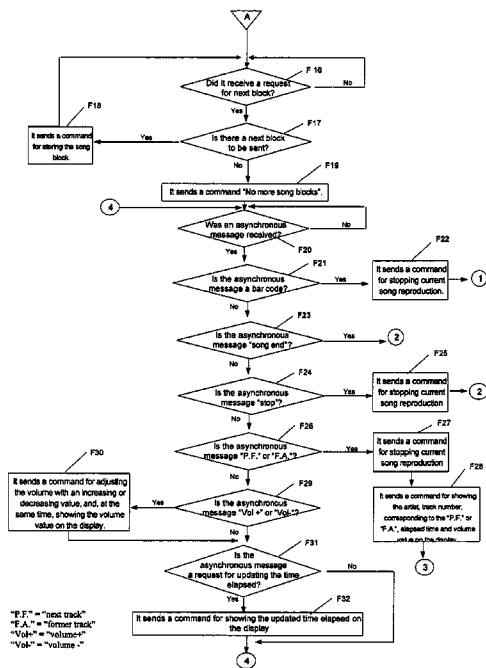 A
F 16
Did it receive a request
for next block?
No
Yes
F18
It sends a command
for storing the song
block.
Yes
F17
Is there a next block
to be sent?
No
F19
It sends a command "No more song blocks".
4
Was an asynchronous
message received?
No
F20
Yes
F21
Is the asynchronous
message a bar code?
Yes
F22
It sends a command
for stopping current
song reproduction.
1
No
F23
Is the asynchronous
message "song end"?
Yes
2
No
F24
Is the asynchronous
message "stop"?
Yes
F25
It sends a command
for stopping current
song reproduction
2
No
F26
Is the asynchronous
message "P.F." or "F.A."?
Yes
F27
It sends a command
for stopping current
song reproduction
F28
It sends a command for showing
the artist, track number,
corresponding to the "P.F." or
"F.A.", elapsed time and volume
value on the display.
3
No
F29
Is the asynchronous
message "Vol +" or "Vol-"?
Yes
F30
It sends a command for adjusting
the volume with an increasing or
decreasing value, and, at the
same time, showing the volume
value on the display.
No
F31
Is the
asynchronous message
a request for updating the time
elapsed?
No
Yes
F32
It sends a command for showing the updated time elapsed on
the display
4
"P.F." = "next track"
"F.A." = "former track"
"Vol+" = "volume+"
"Vol-" = "volume -"